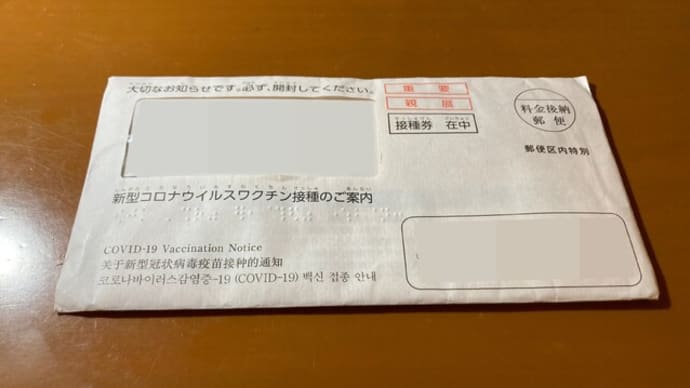 大切なお知らせです。必ず、開封してください。
重要
親展
接種券 在中
料金後納
郵便
郵便区内特別
新型コロナウイルスワクチン接種のご案内
COVID-19 Vaccination Notice
关于新型冠状病毒疫苗接种的通知
코로나바이러스감염증-19 (COVID-19) 백신 접종 안내